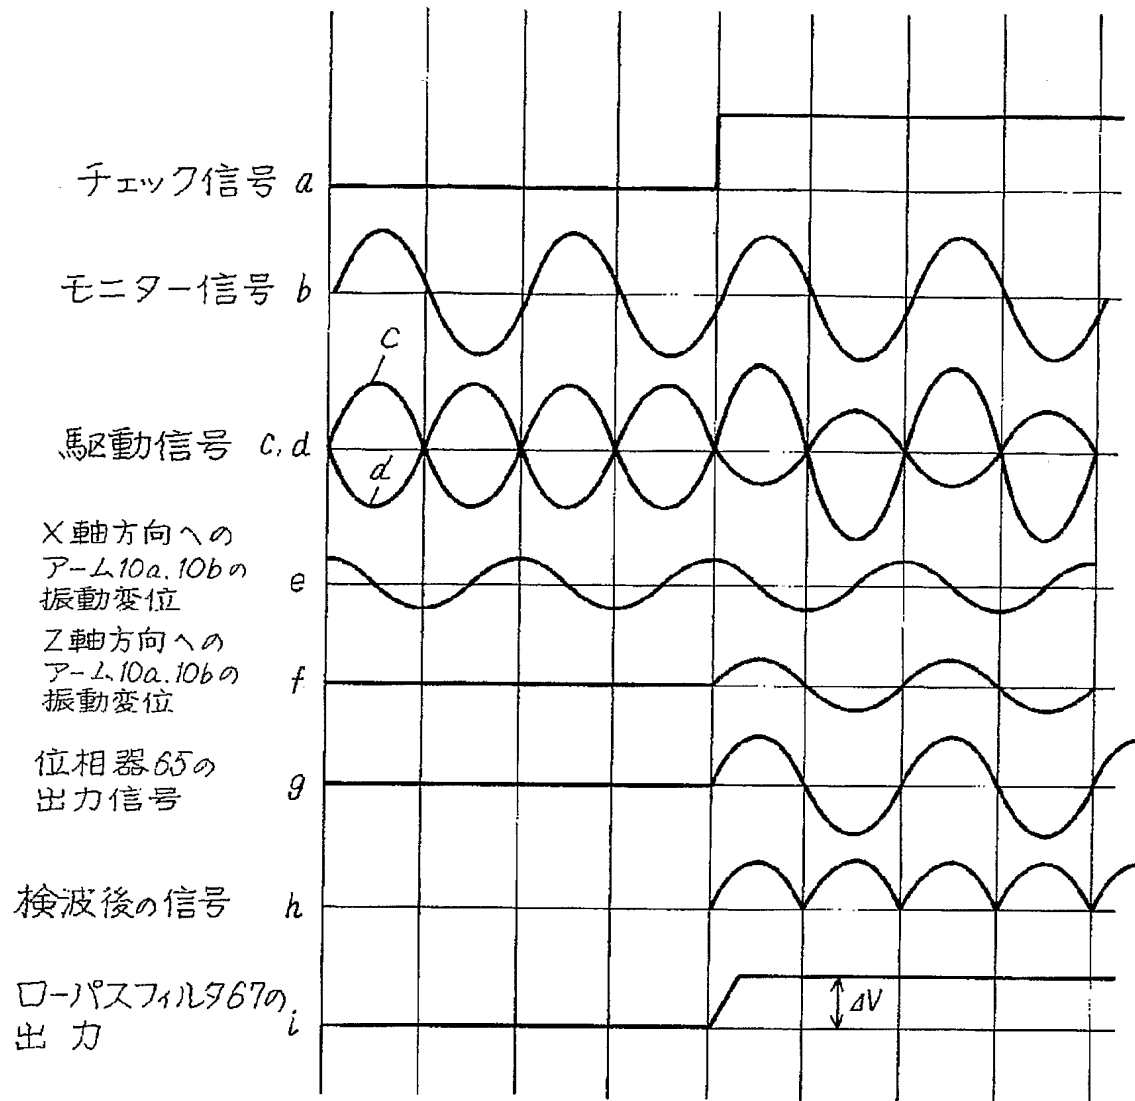 チェック信号 a
モニター信号 b
c
駆動信号 c, d
d
X軸方向への
アーム10a. 10bの
振動変位
e
Z軸方向への
アーム10a. 10bの
振動変位
f
位相器65の
出力信号
g
検波後の信号 h
ローパスフィルタ67の
出力
i
ΔV